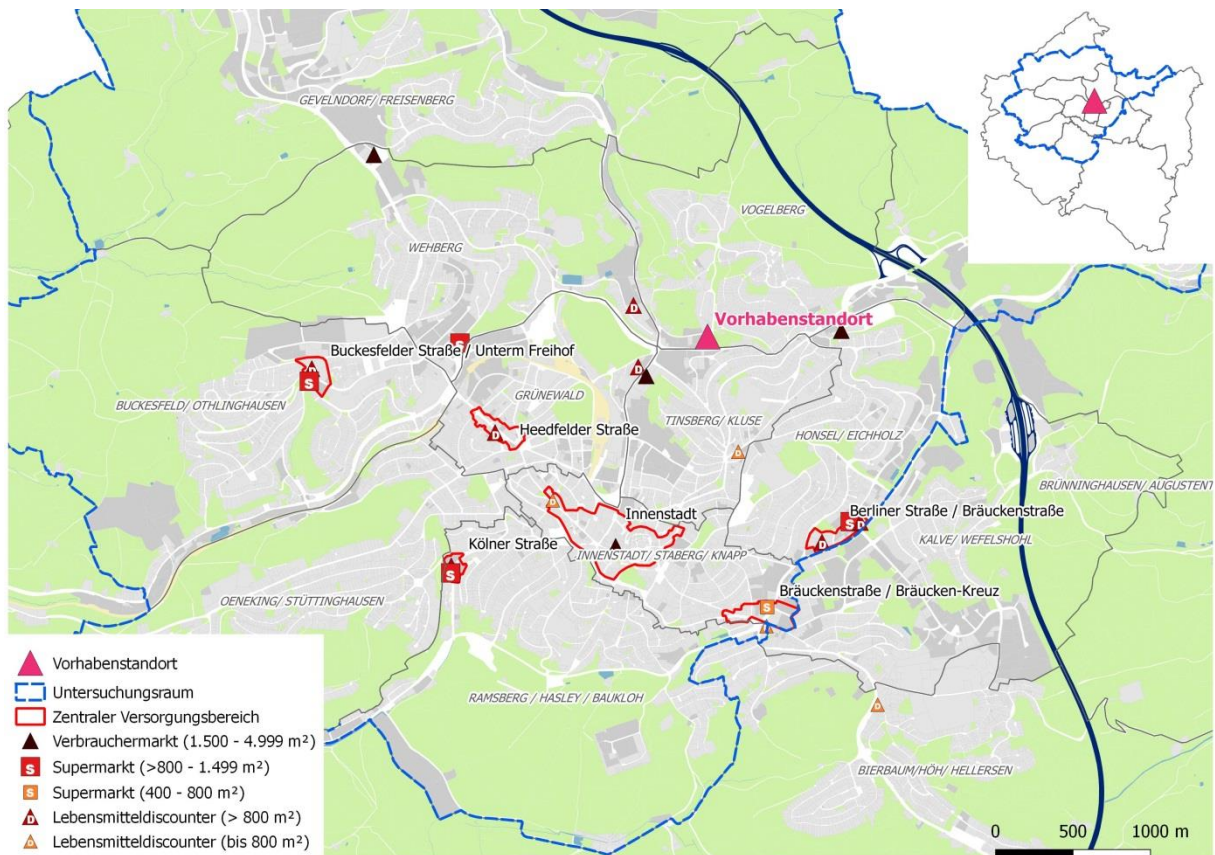 GEVELNDORF/ FREISENBERG
VOGELBERG
WEHBERG
Vorhabenstandort
Buckesfelder Straße / Unterm Freihof
GRÜNEWALD
BUCKESFELD/ OTHLINGHAUSEN
TINSBERG/ KLUSE
Heedfelder Straße
HONSEL/ EICHHOLZ
BRÜNNINGHAUSEN/ AUGUSTENT
Innenstadt
Berliner Straße / Bräuckenstraße
KALVE/ WEFELSHOHL
Kölner Straße
INNENSTADT/ STABERG/ KNAPP
Bräuckenstraße / Bräucken-Kreuz
OENEKING/ STÜTTINGHAUSEN
RAMSBERG / HASLEY / BAUKLOH
BIERBAUM/HÖH/ HELLERSEN
Vorhabenstandort
Untersuchungsraum
Zentraler Versorgungsbereich
Verbrauchermarkt (1.500 - 4.999 m²)
S Supermarkt (>800 - 1.499 m²)
S Supermarkt (400 - 800 m²)
D Lebensmitteldiscounter (> 800 m²)
D Lebensmitteldiscounter (bis 800 m²)
0 500 1000 m